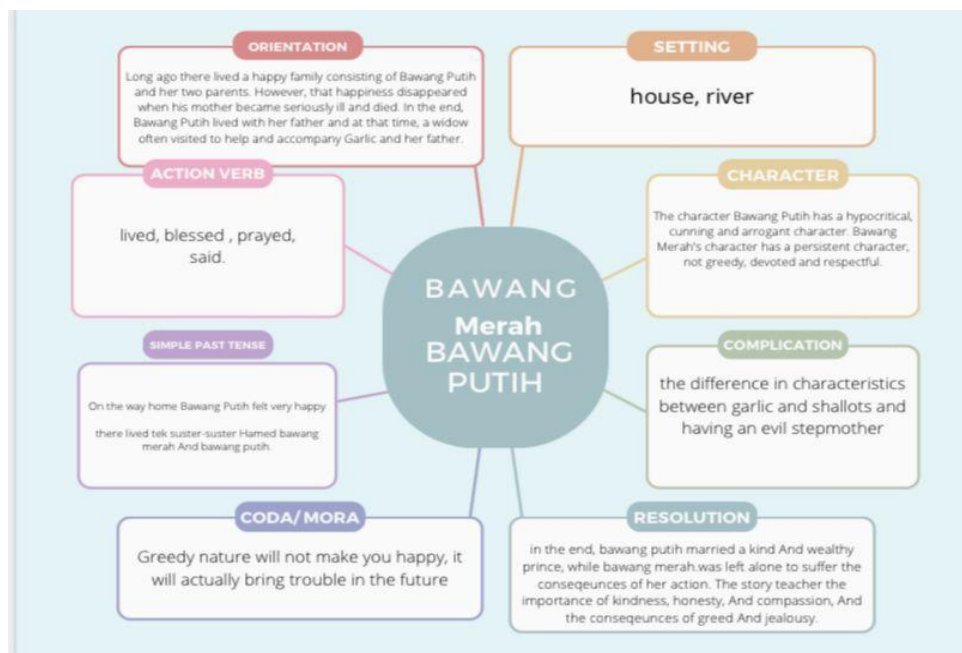 ORIENTATION
Long ago there lived a happy family consisting of Bawang Putih
and her two parents. However, that happiness disappeared
when his mother became seriously ill and died. In the end,
Bawang Putih lived with her father and at that time, a widow
often visited to help and accompany Garlic and her father.
SETTING
house, river
ACTION VERB
lived, blessed , prayed,
said.
CHARACTER
The character Bawang Putih has a hypocritical,
cunning and arrogant character. Bawang
Merah's character has a persistent character,
not greedy, devoted and respectful.
BAWANG
Merah
BAWANG
PUTIH
SIMPLE PAST TENSE
On the way home Bawang Putih felt very happy
there lived tek suster-suster Hamed bawang
merah And bawang putih.
COMPLICATION
the difference in characteristics
between garlic and shallots and
having an evil stepmother
CODA/ MORA
Greedy nature will not make you happy, it
will actually bring trouble in the future
RESOLUTION
in the end, bawang putih married a kind And wealthy
prince, while bawang merah.was left alone to suffer the
conseqeunces of her action. The story teacher the
importance of kindness, honesty, And compassion, And
the conseqeunces of greed And jealousy.